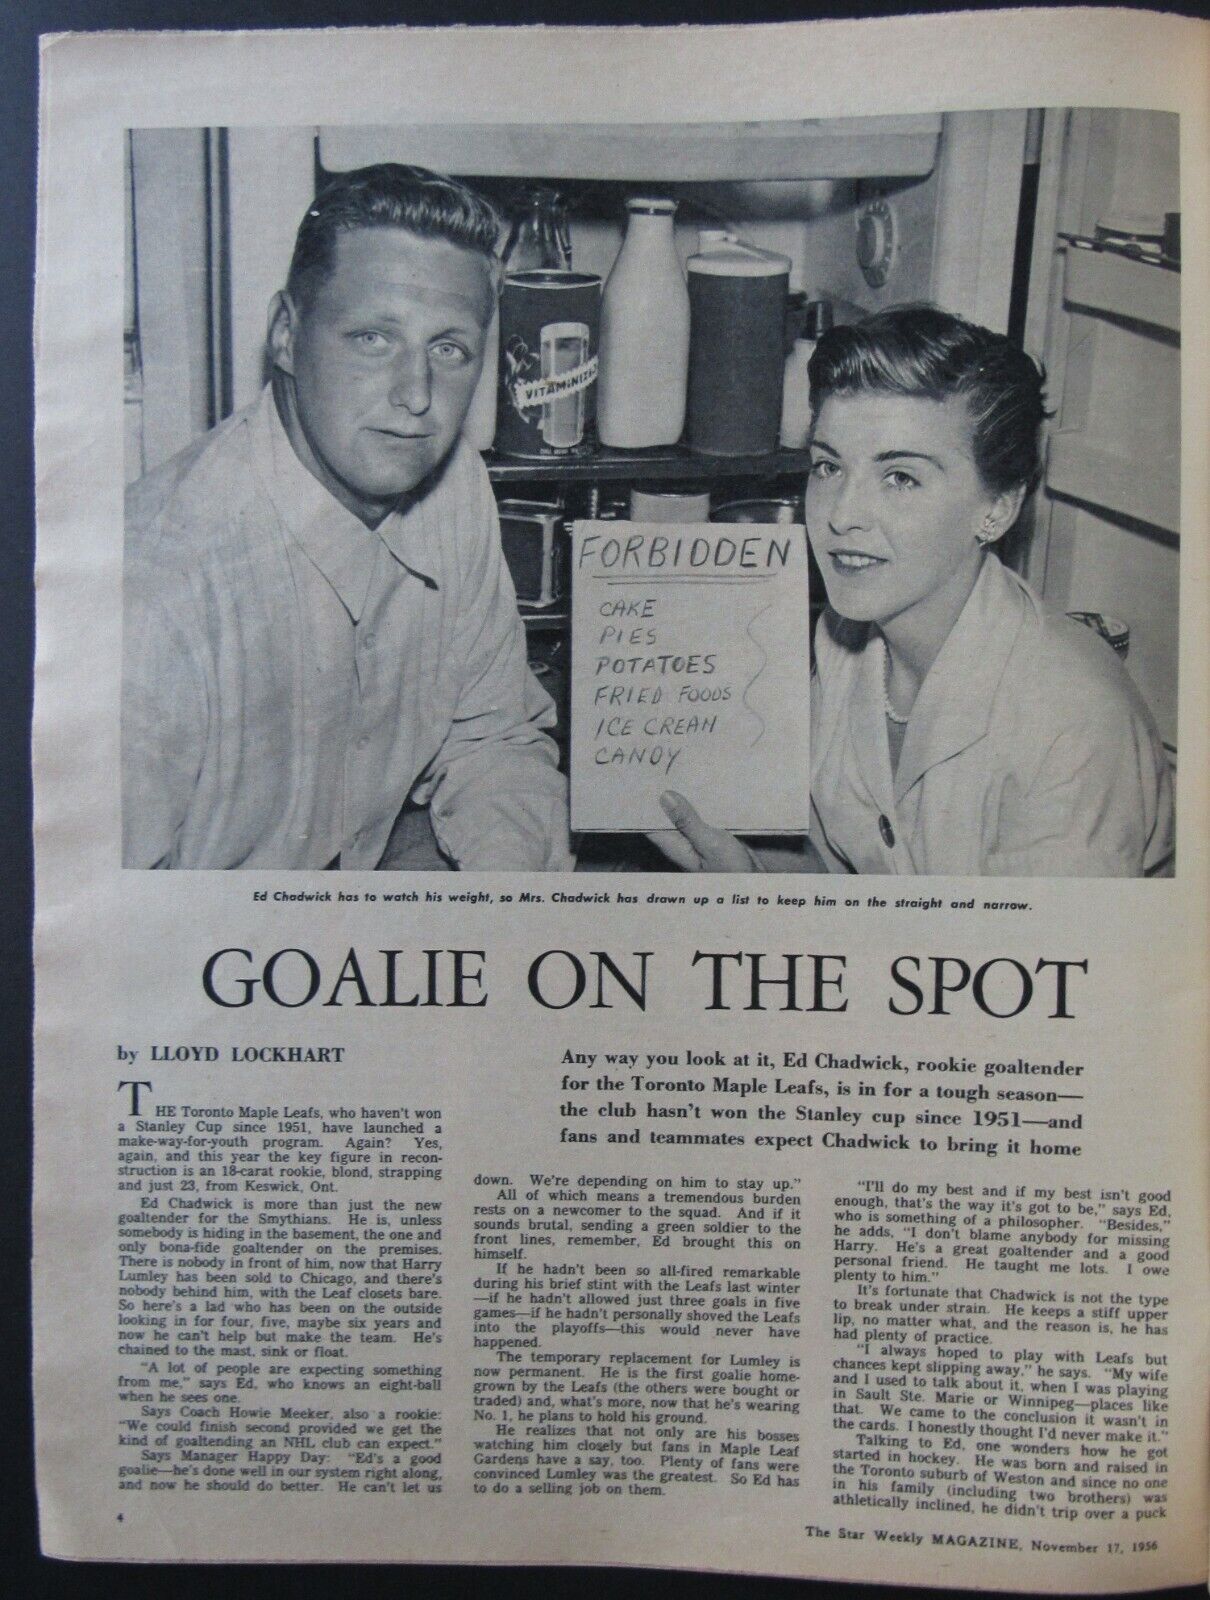 VITAMINIZ
FORBIDDEN
CAKE
PIES
POTATOES
FRIED FOODS
ICE CREAM
CANDY
Ed Chadwick has to watch his weight, so Mrs. Chadwick has drawn up a list to keep him on the straight and narrow.
GOALIE ON THE SPOT
by LLOYD LOCKHART
Any way you look at it, Ed Chadwick, rookie goaltender
for the Toronto Maple Leafs, is in for a tough season—
the club hasn't won the Stanley cup since 1951—and
fans and teammates expect Chadwick to bring it home
THE Toronto Maple Leafs, who haven't won
a Stanley Cup since 1951, have launched a
make-way-for-youth program. Again? Yes,
again, and this year the key figure in recon-
struction is an 18-carat rookie, blond, strapping
and just 23, from Keswick, Ont.
Ed Chadwick is more than just the new
goaltender for the Smythians. He is, unless
somebody is hiding in the basement, the one and
only bona-fide goaltender on the premises.
There is nobody in front of him, now that Harry
Lumley has been sold to Chicago, and there's
nobody behind him, with the Leaf closets bare.
So here's a lad who has been on the outside
looking in for four, five, maybe six years and
now he can't help but make the team. He's
chained to the mast, sink or float.
"A lot of people are expecting something
from me," says Ed, who knows an eight-ball
when he sees one.
Says Coach Howie Meeker, also a rookie:
"We could finish second provided we get the
kind of goaltending an NHL club can expect."
Says Manager Happy Day: "Ed's a good
goalie—he's done well in our system right along,
and now he should do better. He can't let us
down. We're depending on him to stay up."
All of which means a tremendous burden
rests on a newcomer to the squad. And if it
sounds brutal, sending a green soldier to the
front lines, remember, Ed brought this on
himself.
If he hadn't been so all-fired remarkable
during his brief stint with the Leafs last winter
—if he hadn't allowed just three goals in five
games—if he hadn't personally shoved the Leafs
into the playoffs—this would never have
happened.
The temporary replacement for Lumley is
now permanent. He is the first goalie home-
grown by the Leafs (the others were bought or
traded) and, what's more, now that he's wearing
No. 1, he plans to hold his ground.
He realizes that not only are his bosses
watching him closely but fans in Maple Leaf
Gardens have a say, too. Plenty of fans were
convinced Lumley was the greatest. So Ed has
to do a selling job on them.
"I'll do my best and if my best isn't good
enough, that's the way it's got to be," says Ed,
who is something of a philosopher. "Besides,"
he adds, "I don't blame anybody for missing
Harry. He's a great goaltender and a good
personal friend. He taught me lots. I owe
plenty to him."
It's fortunate that Chadwick is not the type
to break under strain. He keeps a stiff upper
lip, no matter what, and the reason is, he has
had plenty of practice.
"I always hoped to play with Leafs but
chances kept slipping away," he says. "My wife
and I used to talk about it, when I was playing
in Sault Ste. Marie or Winnipeg—places like
that. We came to the conclusion it wasn't in
the cards. I honestly thought I'd never make it."
Talking to Ed, one wonders how he got
started in hockey. He was born and raised in
the Toronto suburb of Weston and since no one
in his family (including two brothers) was
athletically inclined, he didn't trip over a puck
4
The Star Weekly MAGAZINE, November 17, 1956